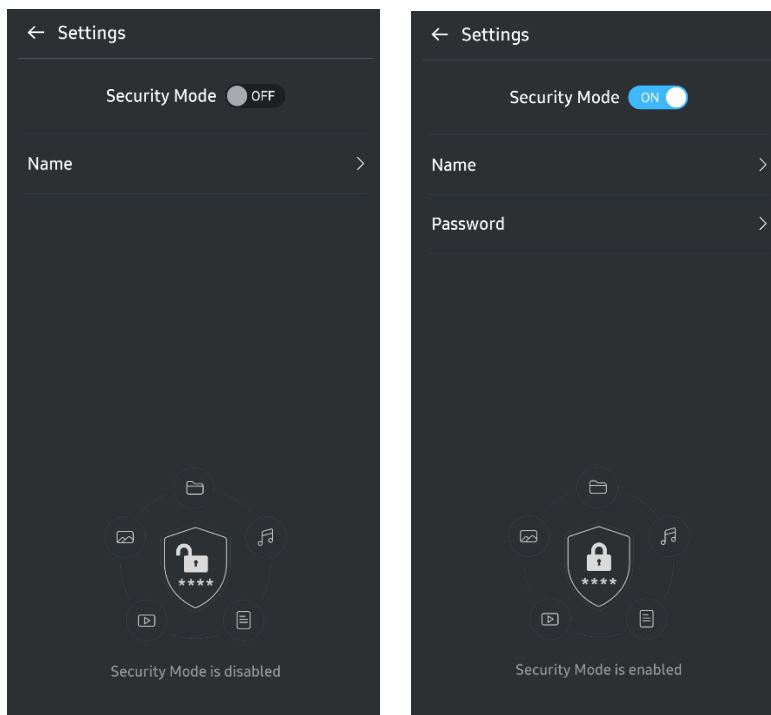 Settings
Security Mode OFF
Name
****
Security Mode is disabled
Settings
Security Mode ON
Name
Password
****
Security Mode is enabled